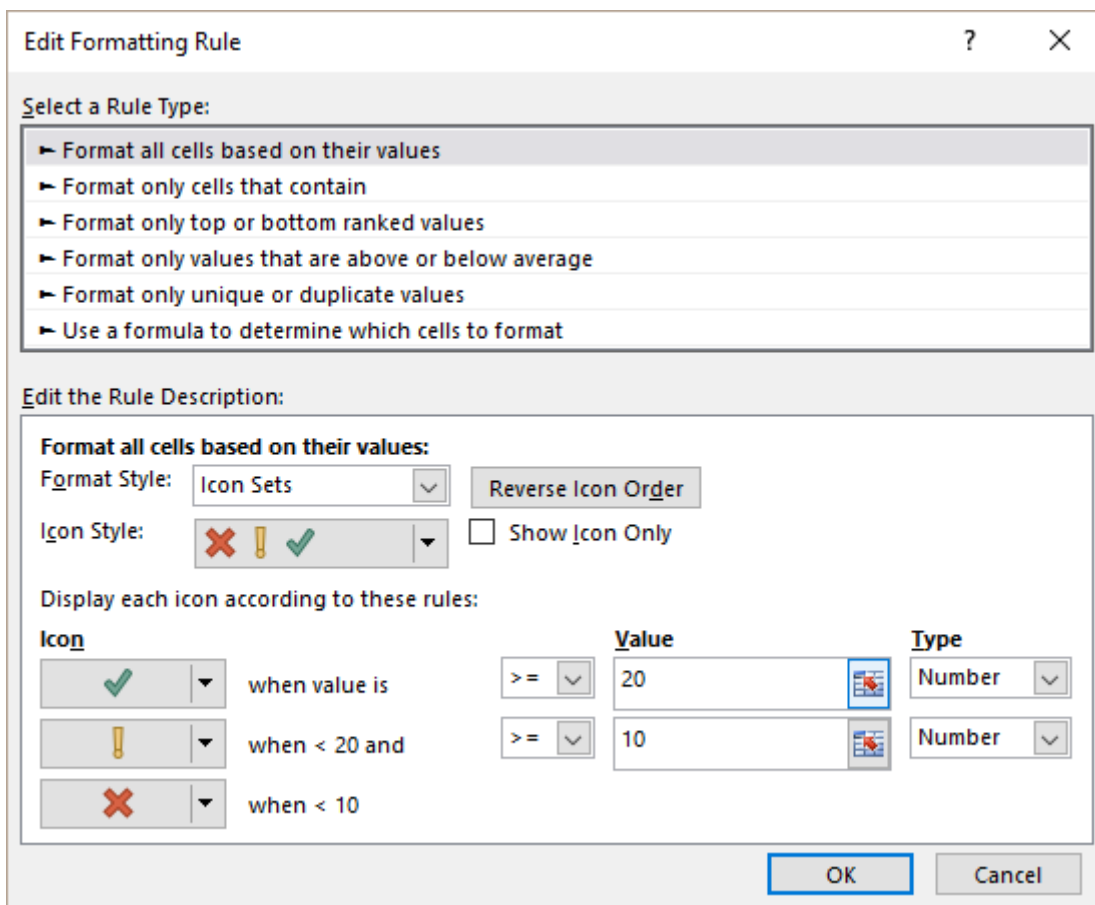 Edit Formatting Rule ?
Select a Rule Type:
► Format all cells based on their values
► Format only cells that contain
► Format only top or bottom ranked values
► Format only values that are above or below average
► Format only unique or duplicate values
► Use a formula to determine which cells to format
Edit the Rule Description:
Format all cells based on their values:
Format Style: Icon Sets Reverse Icon Order
Icon Style: Show Icon Only
Display each icon according to these rules:
Icon Value Type
when value is >= 20 Number
when < 20 and >= 10 Number
when < 10
OK Cancel